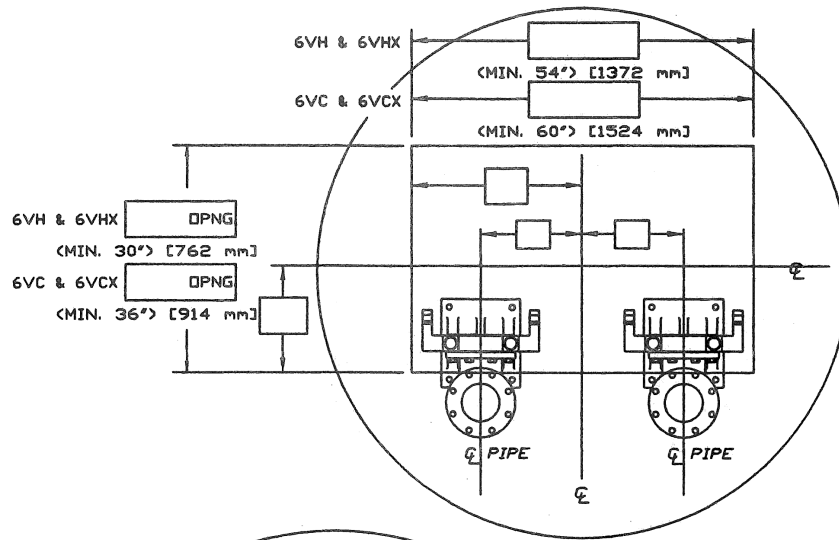 6VH & 6VHX
(MIN. 54") [1372 mm]
6VC & 6VCX
(MIN. 60") [1524 mm]
6VH & 6VHX OPNG
(MIN. 30") [762 mm]
6VC & 6VCX OPNG
(MIN. 36") [914 mm]
℄
℄ PIPE
℄ PIPE
℄